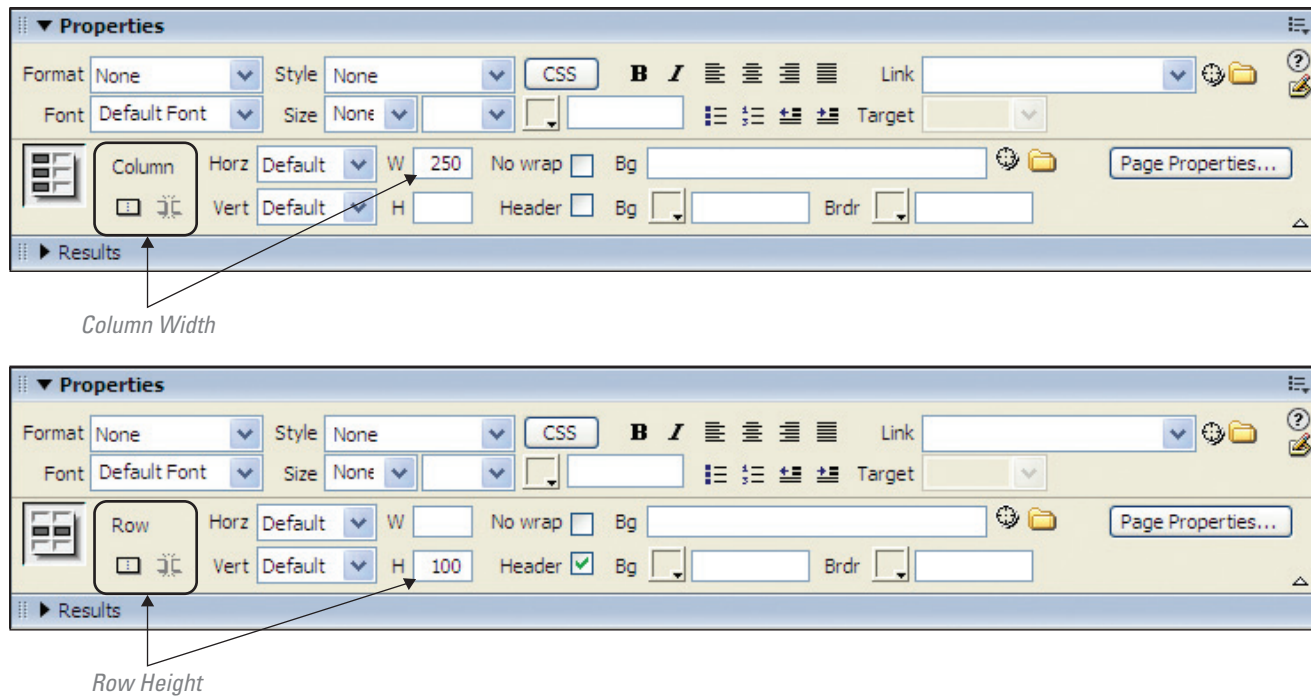 Properties
Format None Style None CSS B I Link
Font Default Font Size None Target
Column Horz Default W 250 No wrap Bg Page Properties...
Vert Default H Header Bg Brdr
Results
Column Width
Properties
Format None Style None CSS B I Link
Font Default Font Size None Target
Row Horz Default W No wrap Bg Page Properties...
Vert Default H 100 Header Bg Brdr
Results
Row Height